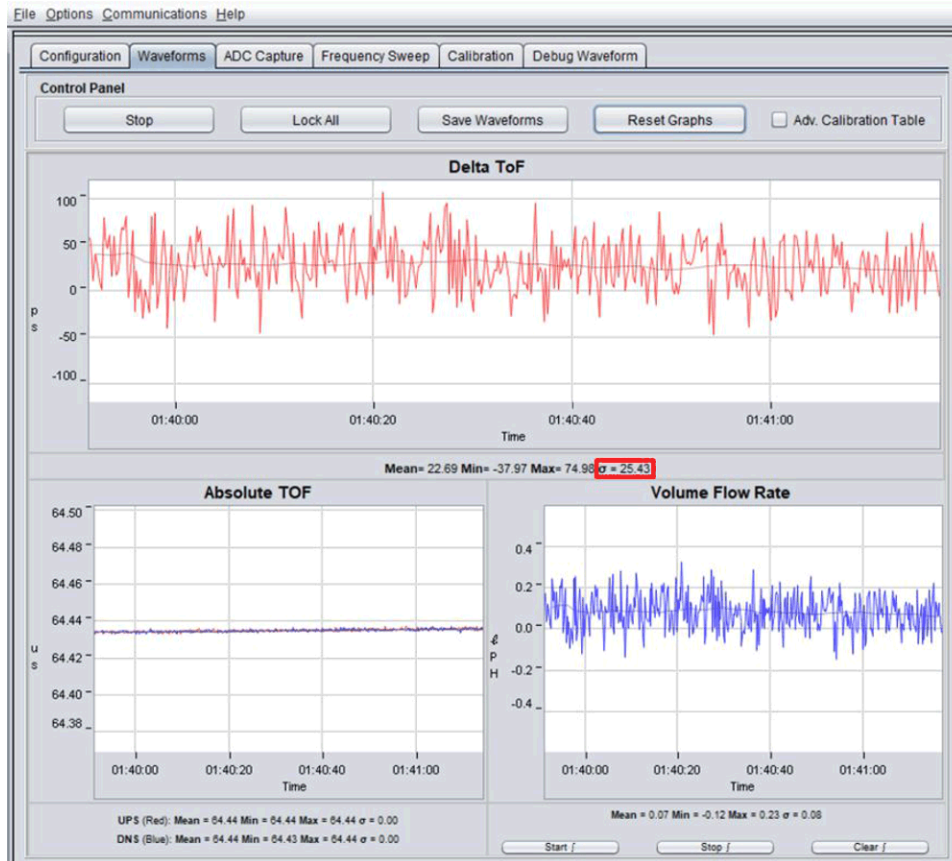 File Options Communications Help
Configuration Waveforms ADC Capture Frequency Sweep Calibration Debug Waveform
Control Panel
Stop Lock All Save Waveforms Reset Graphs Adv. Calibration Table
Delta ToF
100
50
0
-50
-100
ps
01:40:00 01:40:20 01:40:40 01:41:00
Time
Mean= 22.69 Min= -37.97 Max= 74.98 σ = 25.43
Absolute TOF
64.50
64.48
64.46
64.44
64.42
64.40
64.38
us
01:40:00 01:40:20 01:40:40 01:41:00
Time
UPS (Red): Mean = 64.44 Min = 64.44 Max = 64.44 σ = 0.00
DNS (Blue): Mean = 64.44 Min = 64.43 Max = 64.44 σ = 0.00
Volume Flow Rate
0.4
0.2
0.0
-0.2
-0.4
ℓPH
01:40:00 01:40:20 01:40:40 01:41:00
Time
Mean = 0.07 Min = -0.12 Max = 0.23 σ = 0.08
Start ∫ Stop ∫ Clear ∫